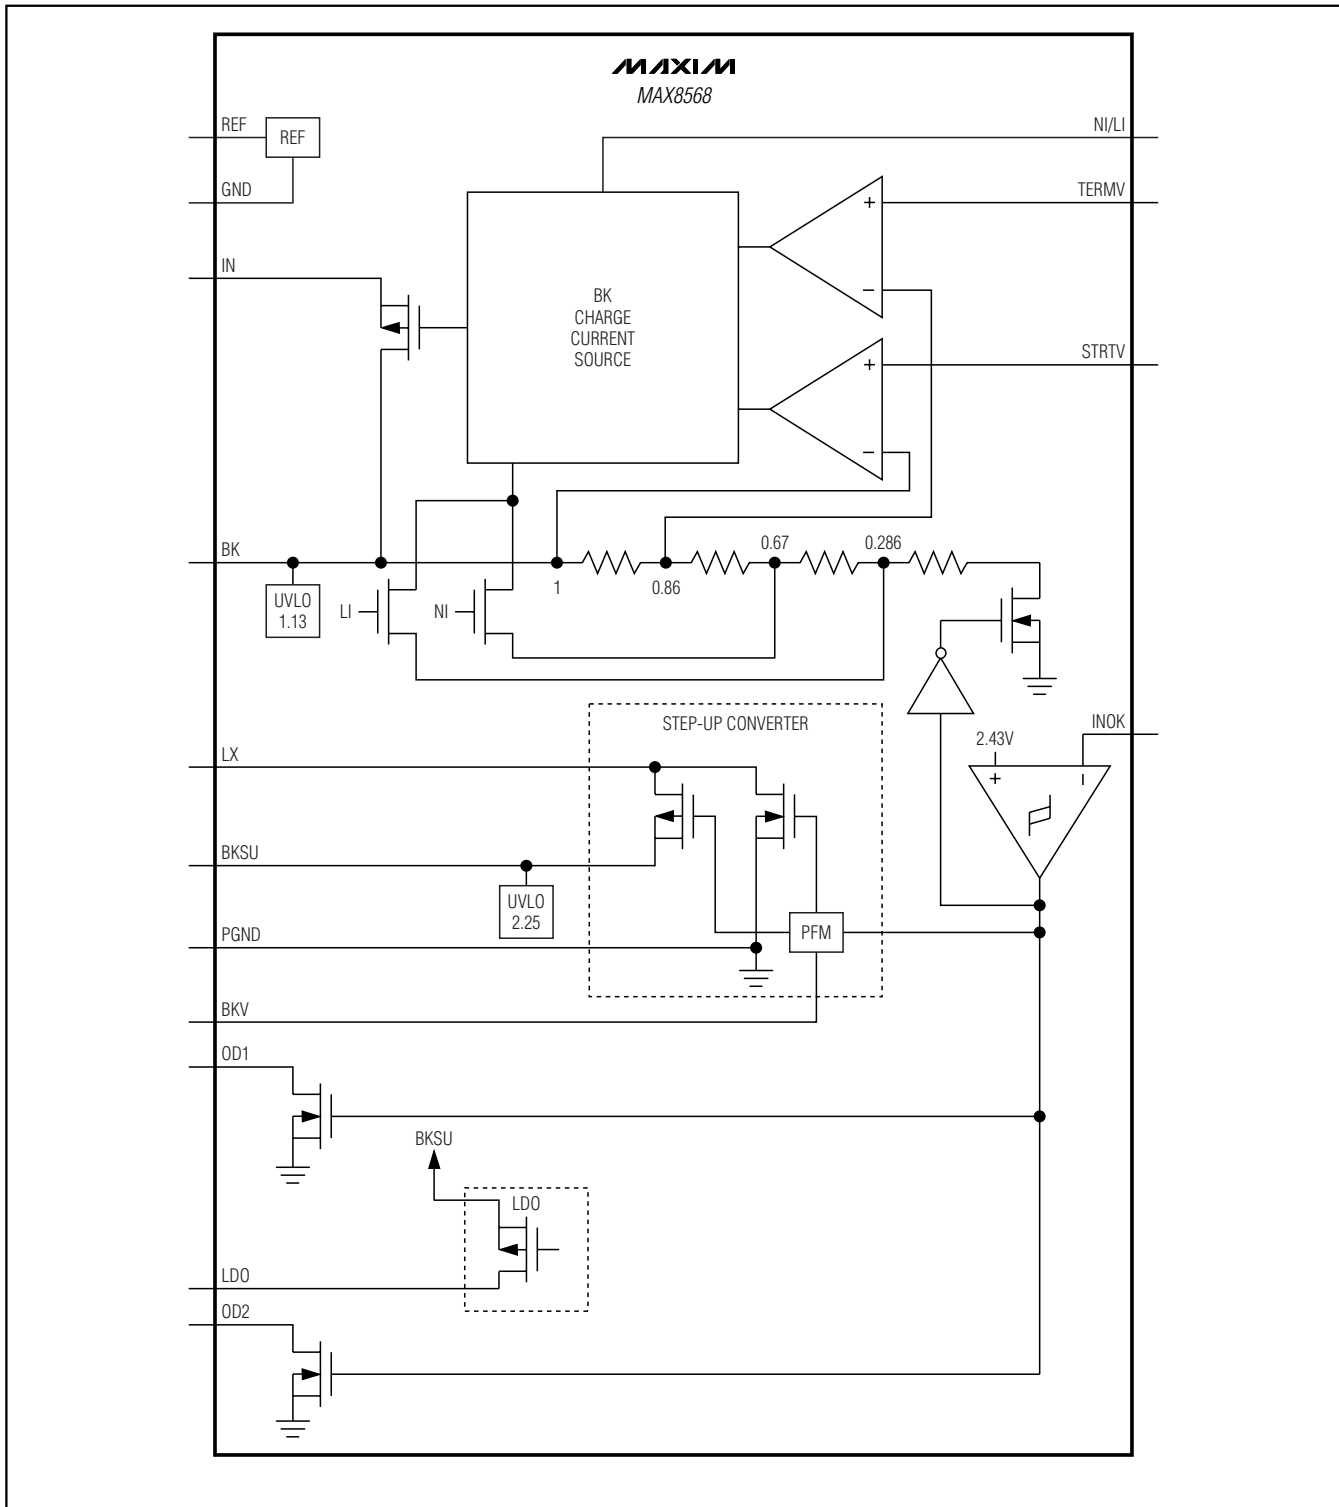 MAXIM
MAX8568
REF
REF
NI/LI
GND
TERMV
+
IN
−
BK
CHARGE
CURRENT
SOURCE
STRTV
+
−
BK
0.67
0.286
1
0.86
UVLO
1.13
LI
NI
STEP-UP CONVERTER
INOK
2.43V
LX
+
−
BKSU
UVLO
2.25
PGND
PFM
BKV
OD1
BKSU
LDO
LDO
OD2